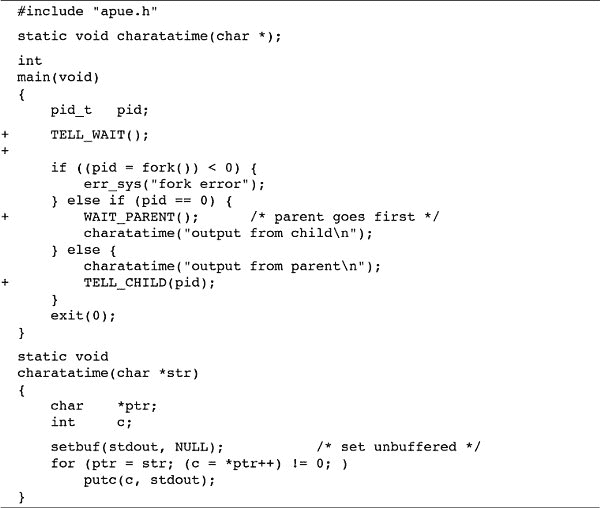 #include "apue.h"
static void charatatime(char *);
int
main(void)
{
    pid_t   pid;
+     TELL_WAIT();
+
    if ((pid = fork()) < 0) {
        err_sys("fork error");
    } else if (pid == 0) {
+         WAIT_PARENT();      /* parent goes first */
        charatatime("output from child\n");
    } else {
        charatatime("output from parent\n");
+         TELL_CHILD(pid);
    }
    exit(0);
}
static void
charatatime(char *str)
{
    char    *ptr;
    int     c;
    setbuf(stdout, NULL);           /* set unbuffered */
    for (ptr = str; (c = *ptr++) != 0; )
        putc(c, stdout);
}